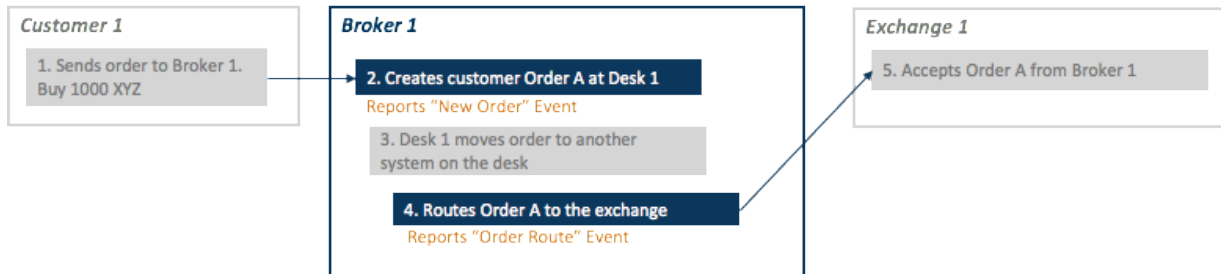 Customer 1
1. Sends order to Broker 1.
Buy 1000 XYZ
Broker 1
2. Creates customer Order A at Desk 1
Reports “New Order” Event
3. Desk 1 moves order to another
system on the desk
4. Routes Order A to the exchange
Reports “Order Route” Event
Exchange 1
5. Accepts Order A from Broker 1